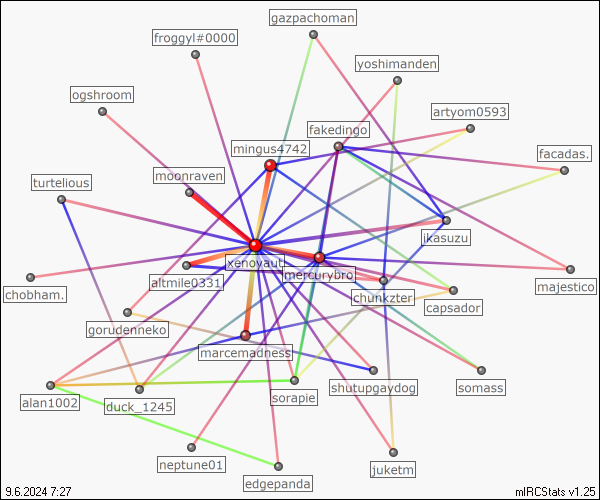 gazpachoman
froggyl#0000
yoshimanden
ogshroom
artyom0593
fakedingo
mingus4742
facadas.
moonraven
turtelious
ikasuzu
xenovaut
mercurybro
altmile0331
majestico
chobham.
chunkzter
capsador
gorudenneko
marcemadness
shutupgaydog
somass
sorapie
alan1002
duck_1245
neptune01
juketm
edgepanda
9.6.2024 7:27
mIRCStats v1.25